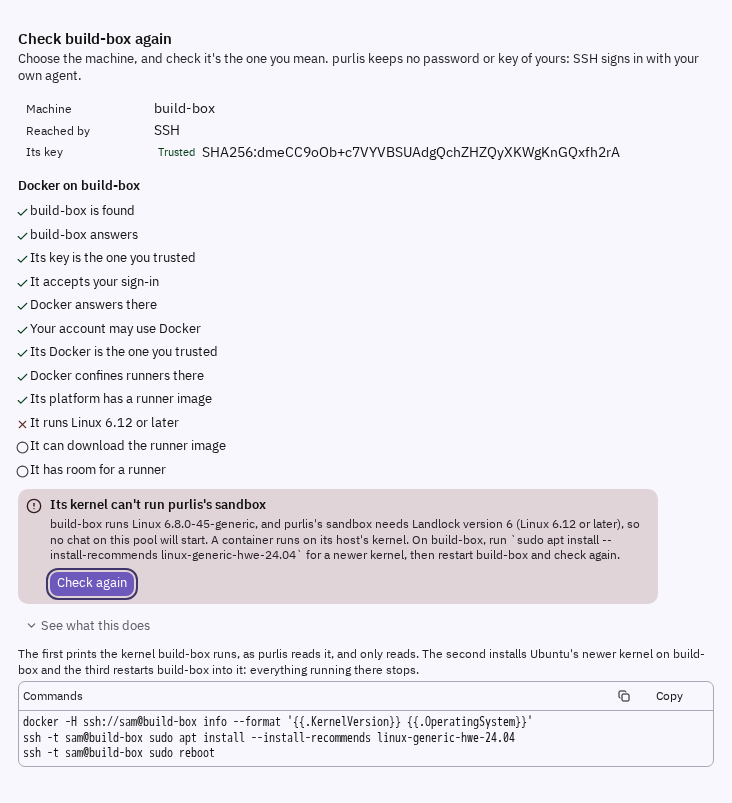 Check build-box again
Choose the machine, and check it's the one you mean. purlis keeps no password or key of yours: SSH signs in with your
own agent.
Machine build-box
Reached by SSH
Its key Trusted SHA256:dmeCC9oOb+c7VYVBSUAdgQchZHZQyXKWgKnGQxfh2rA
Docker on build-box
build-box is found
build-box answers
Its key is the one you trusted
It accepts your sign-in
Docker answers there
Your account may use Docker
Its Docker is the one you trusted
Docker confines runners there
Its platform has a runner image
It runs Linux 6.12 or later
It can download the runner image
It has room for a runner
Its kernel can't run purlis's sandbox
build-box runs Linux 6.8.0-45-generic, and purlis's sandbox needs Landlock version 6 (Linux 6.12 or later), so
no chat on this pool will start. A container runs on its host's kernel. On build-box, run `sudo apt install --
install-recommends linux-generic-hwe-24.04` for a newer kernel, then restart build-box and check again.
Check again
See what this does
The first prints the kernel build-box runs, as purlis reads it, and only reads. The second installs Ubuntu's newer kernel on build-
box and the third restarts build-box into it: everything running there stops.
Commands Copy
docker -H ssh://sam@build-box info --format '{{.KernelVersion}} {{.OperatingSystem}}'
ssh -t sam@build-box sudo apt install --install-recommends linux-generic-hwe-24.04
ssh -t sam@build-box sudo reboot